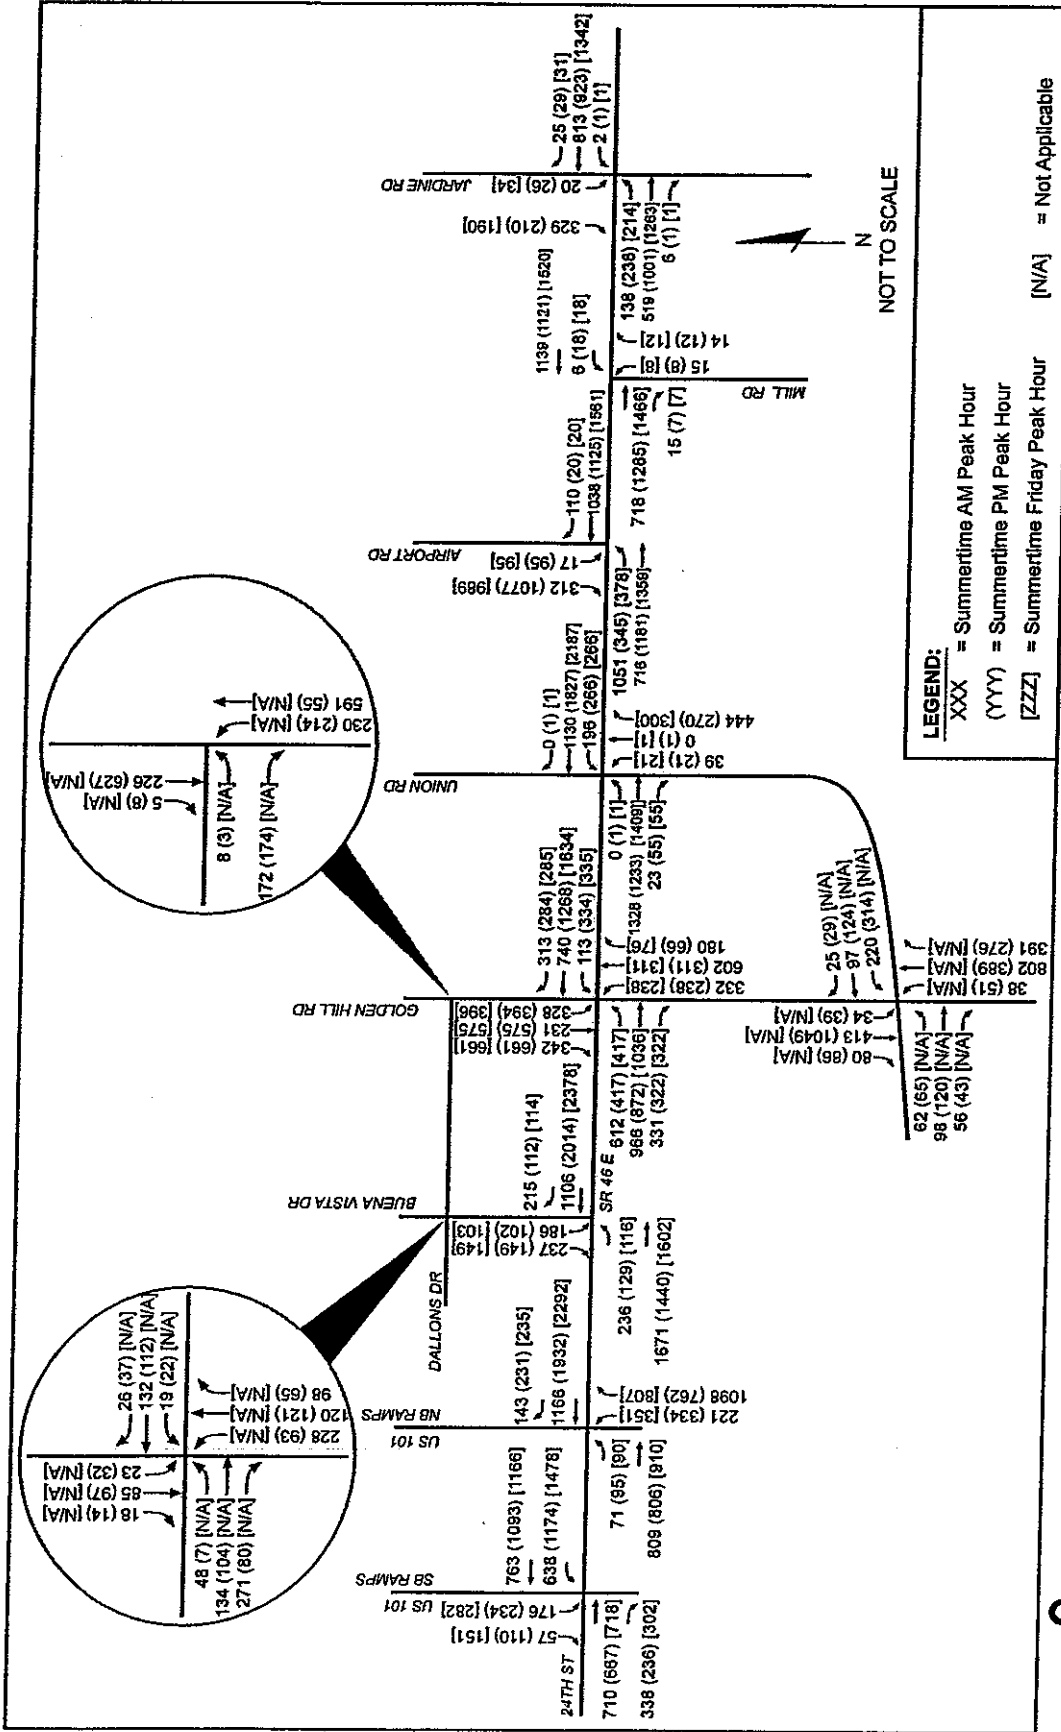 26 (37) [N/A]
132 (112) [N/A]
19 (22) [N/A]
18 (14) [N/A]
85 (97) [N/A]
23 (32) [N/A]
48 (7) [N/A]
134 (104) [N/A]
271 (80) [N/A]
228 (93) [N/A]
120 (121) [N/A]
98 (65) [N/A]
5 (8) [N/A]
226 (627) [N/A]
8 (3) [N/A]
172 (174) [N/A]
230 (214) [N/A]
591 (55) [N/A]
24TH ST
57 (110) [151]
176 (234) [282]
US 101
SB RAMPS
763 (1093) [1166]
638 (1174) [1478]
710 (667) [718]
338 (236) [302]
US 101
NB RAMPS
143 (231) [235]
1166 (1932) [2292]
71 (95) [90]
809 (806) [910]
221 (334) [351]
1098 (762) [807]
DALLONS DR
BUENA VISTA DR
237 (149) [149]
186 (102) [103]
215 (112) [114]
1106 (2014) [2378]
236 (129) [116]
1671 (1440) [1602]
SR 46 E
GOLDEN HILL RD
342 (661) [661]
231 (575) [575]
328 (394) [396]
313 (284) [285]
740 (1268) [1634]
113 (334) [335]
612 (417) [417]
966 (872) [1036]
331 (322) [322]
332 (238) [238]
602 (311) [311]
180 (66) [76]
UNION RD
0 (1) [1]
1130 (1827) [2187]
196 (266) [266]
0 (1) [1]
1328 (1233) [1409]
23 (55) [55]
39 (21) [21]
0 (1) [1]
444 (270) [300]
80 (86) [N/A]
413 (1049) [N/A]
34 (39) [N/A]
25 (29) [N/A]
97 (124) [N/A]
220 (314) [N/A]
62 (65) [N/A]
98 (120) [N/A]
56 (43) [N/A]
38 (51) [N/A]
802 (389) [N/A]
391 (276) [N/A]
AIRPORT RD
312 (1077) [989]
17 (95) [95]
110 (20) [20]
1038 (1125) [1561]
1051 (345) [378]
716 (1181) [1358]
MILL RD
1139 (1121) [1520]
6 (18) [18]
718 (1265) [1466]
15 (7) [7]
15 (8) [8]
14 (12) [12]
JARDINE RD
329 (210) [190]
20 (26) [34]
25 (29) [31]
813 (923) [1342]
2 (1) [1]
138 (238) [214]
519 (1001) [1263]
6 (1) [1]
N
NOT TO SCALE
LEGEND:
XXX = Summertime AM Peak Hour
(YYY) = Summertime PM Peak Hour
[ZZZ] = Summertime Friday Peak Hour
[N/A] = Not Applicable